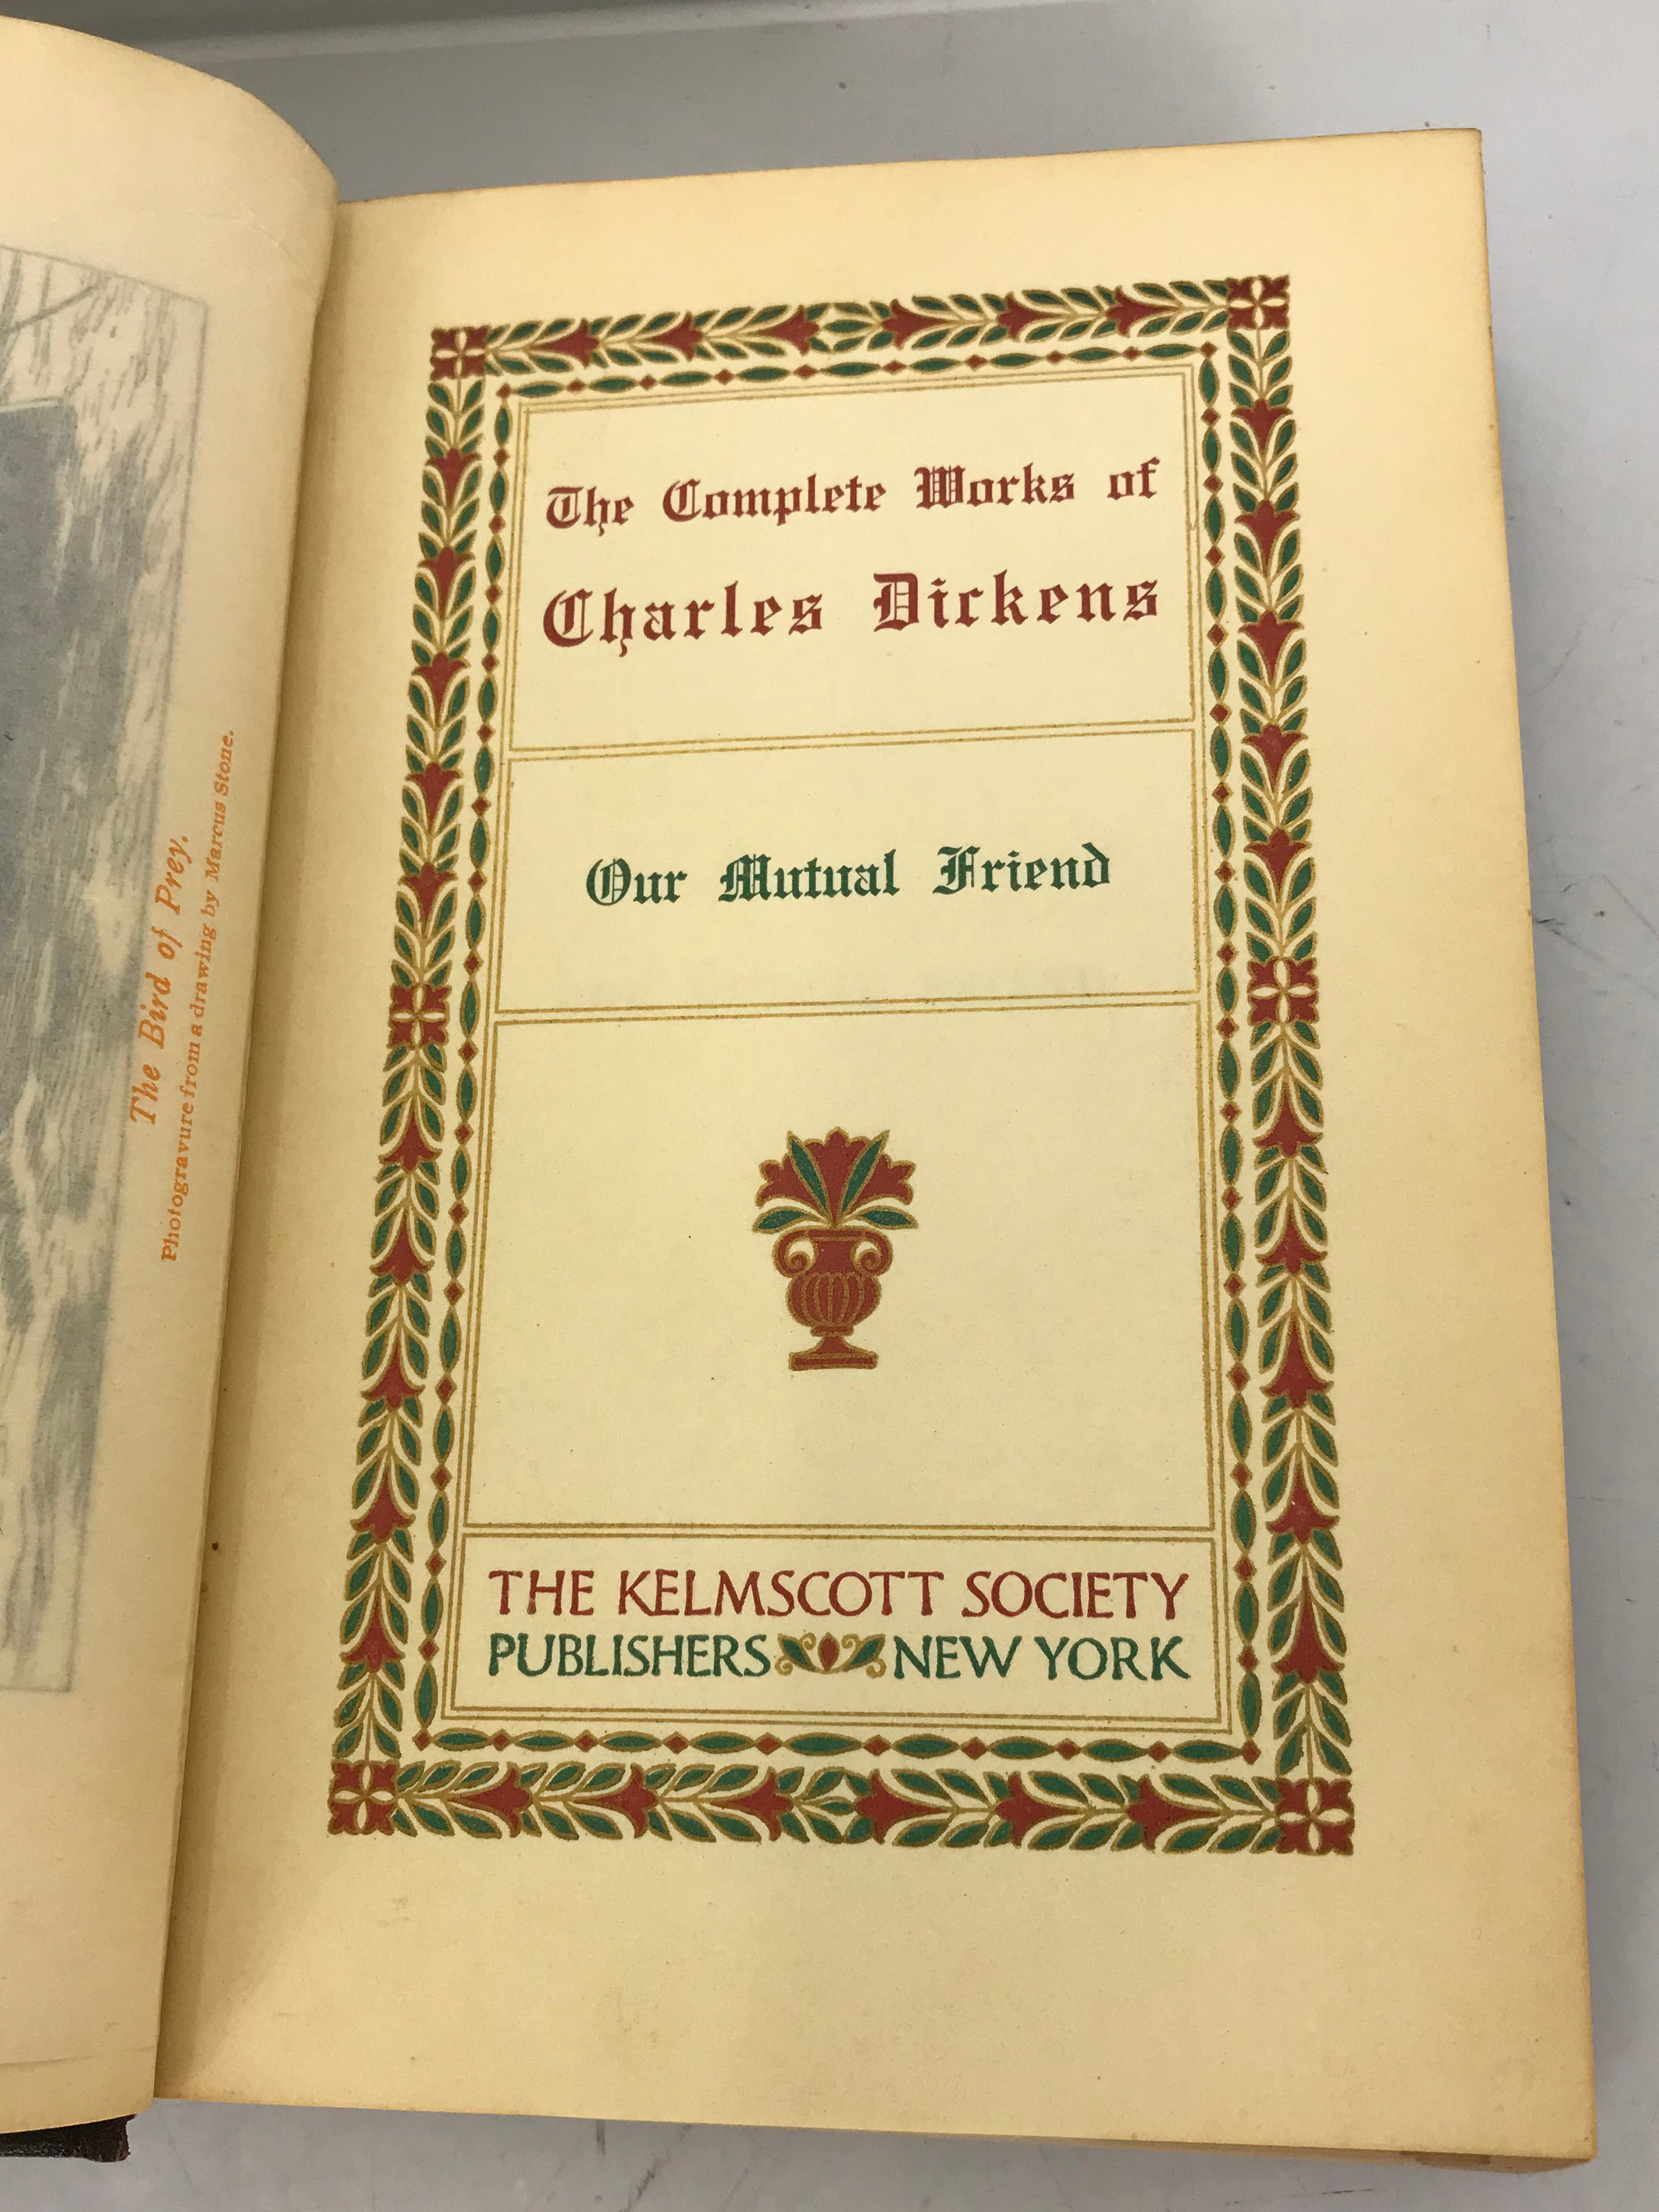 The Bird of Prey.
Photogravure from a drawing by Marcus Stone.
The Complete Works of
Charles Dickens
Our Mutual Friend
THE KELMSCOTT SOCIETY
PUBLISHERS NEW YORK